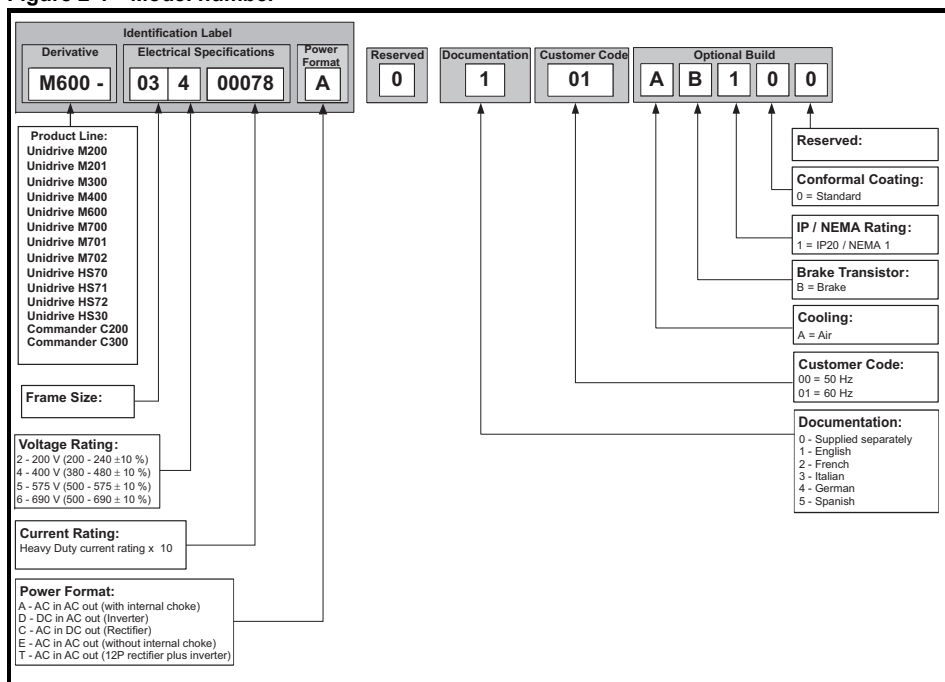 Figure 2-1 Model number
Identification Label
Derivative
Electrical Specifications
Power
Format
Reserved
Documentation
Customer Code
Optional Build
M600 -
03
4
00078
A
0
1
01
A
B
1
0
0
Product Line:
Unidrive M200
Unidrive M201
Unidrive M300
Unidrive M400
Unidrive M600
Unidrive M700
Unidrive M701
Unidrive M702
Unidrive HS70
Unidrive HS71
Unidrive HS72
Unidrive HS30
Commander C200
Commander C300
Frame Size:
Voltage Rating:
2 - 200 V (200 - 240 ±10 %)
4 - 400 V (380 - 480 ± 10 %)
5 - 575 V (500 - 575 ± 10 %)
6 - 690 V (500 - 690 ± 10 %)
Current Rating:
Heavy Duty current rating x 10
Power Format:
A - AC in AC out (with internal choke)
D - DC in AC out (Inverter)
C - AC in DC out (Rectifier)
E - AC in AC out (without internal choke)
T - AC in AC out (12P rectifier plus inverter)
Reserved:
Conformal Coating:
0 = Standard
IP / NEMA Rating:
1 = IP20 / NEMA 1
Brake Transistor:
B = Brake
Cooling:
A = Air
Customer Code:
00 = 50 Hz
01 = 60 Hz
Documentation:
0 - Supplied separately
1 - English
2 - French
3 - Italian
4 - German
5 - Spanish